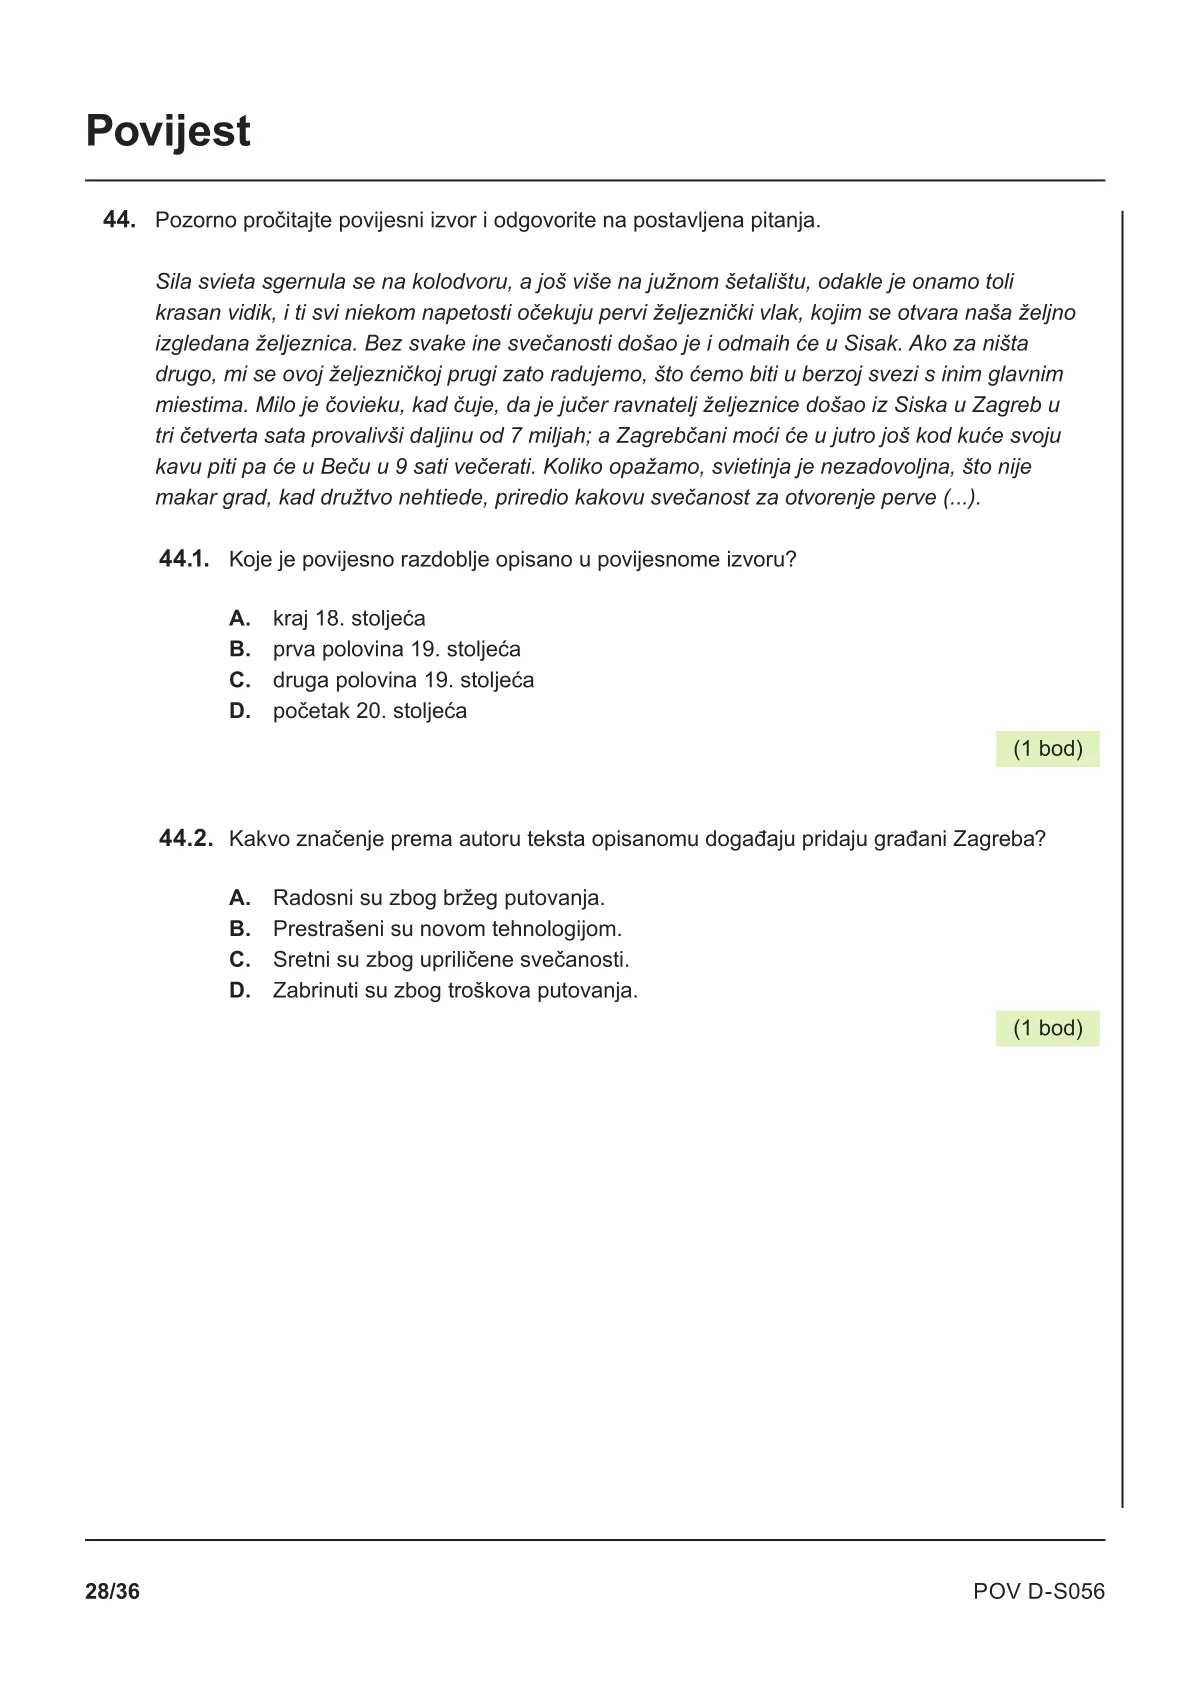 Povijest
44. Pozorno pročitajte povijesni izvor i odgovorite na postavljena pitanja.
Sila svieta sgernula se na kolodvoru, a još više na južnom šetalištu, odakle je onamo toli
krasan vidik, i ti svi niekom napetosti očekuju pervi željeznički vlak, kojim se otvara naša željno
izgledana željeznica. Bez svake ine svečanosti došao je i odmaih će u Sisak. Ako za ništa
drugo, mi se ovoj željezničkoj prugi zato radujemo, što ćemo biti u berzoj svezi s inim glavnim
miestima. Milo je čovieku, kad čuje, da je jučer ravnatelj željeznice došao iz Siska u Zagreb u
tri četverta sata provalivši daljinu od 7 miljah; a Zagrebčani moći će u jutro još kod kuće svoju
kavu piti pa će u Beču u 9 sati večerati. Koliko opažamo, svietinja je nezadovoljna, što nije
makar grad, kad družtvo nehtiede, priredio kakovu svečanost za otvorenje perve (...).
44.1. Koje je povijesno razdoblje opisano u povijesnome izvoru?
A. kraj 18. stoljeća
B. prva polovina 19. stoljeća
C. druga polovina 19. stoljeća
D. početak 20. stoljeća
(1 bod)
44.2. Kakvo značenje prema autoru teksta opisanomu događaju pridaju građani Zagreba?
A. Radosni su zbog bržeg putovanja.
B. Prestrašeni su novom tehnologijom.
C. Sretni su zbog upriličene svečanosti.
D. Zabrinuti su zbog troškova putovanja.
(1 bod)
28/36
POV D-S056